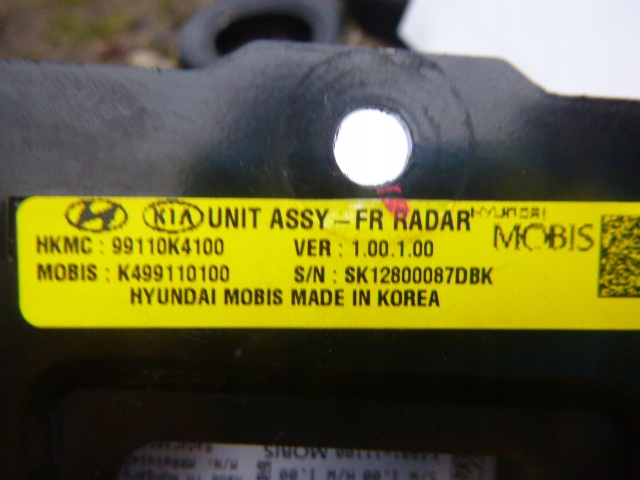 KIA UNIT ASSY - FR RADAR
HYUNDAI
MOBIS
HKMC : 99110K4100 VER : 1.00.1.00
MOBIS : K499110100 S/N : SK12800087DBK
HYUNDAI MOBIS MADE IN KOREA
MOBIS